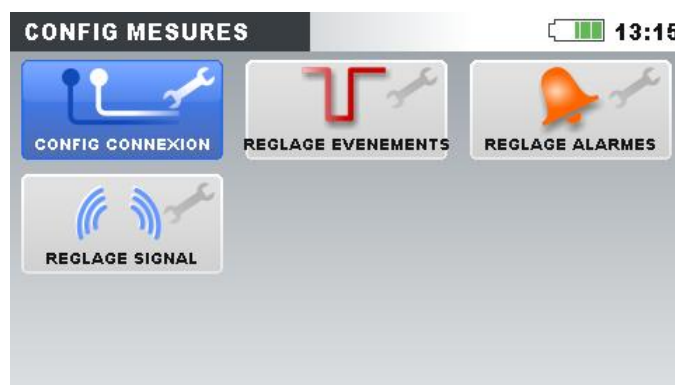 CONFIG MESURES
13:15
CONFIG CONNEXION
REGLAGE EVENEMENTS
REGLAGE ALARMES
REGLAGE SIGNAL